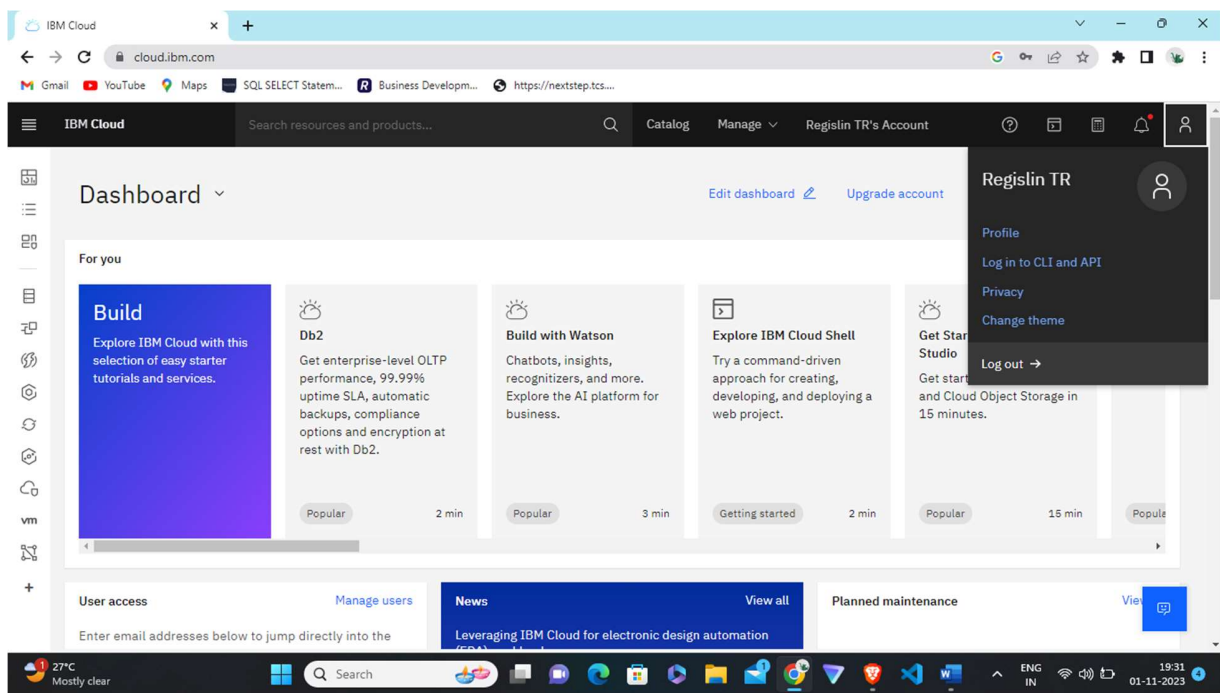 IBM Cloud
cloud.ibm.com
Gmail YouTube Maps SQL SELECT Statem... Business Developm... https://nextstep.tcs....
IBM Cloud Search resources and products... Catalog Manage Regislin TR's Account
Regislin TR
Profile
Log in to CLI and API
Privacy
Change theme
Log out →
Dashboard Edit dashboard Upgrade account
For you
Build
Explore IBM Cloud with this
selection of easy starter
tutorials and services.
Db2
Get enterprise-level OLTP
performance, 99.99%
uptime SLA, automatic
backups, compliance
options and encryption at
rest with Db2.
Popular 2 min
Build with Watson
Chatbots, insights,
recognitizers, and more.
Explore the AI platform for
business.
Popular 3 min
Explore IBM Cloud Shell
Try a command-driven
approach for creating,
developing, and deploying a
web project.
Getting started 2 min
Get Star
Studio
Get start
and Cloud Object Storage in
15 minutes.
Popular 15 min
Popula
vm
User access Manage users
Enter email addresses below to jump directly into the
News View all
Leveraging IBM Cloud for electronic design automation
Planned maintenance Vie
1
27°C
Mostly clear
Search
ENG
IN
19:31
01-11-2023
4